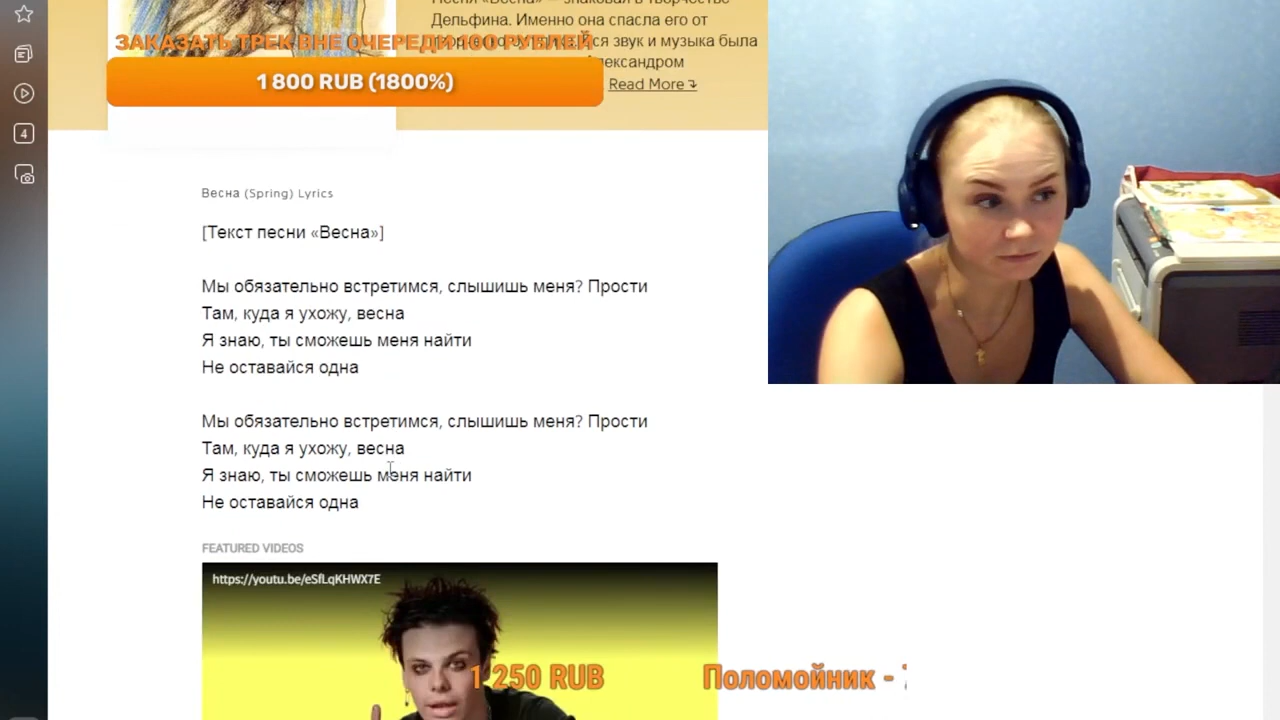 Дельфина. Именно она спасла его от
ЗАКАЗАТЬ ТРЕК ВНЕ ОЧЕРЕДИ 100 РУБЛЕЙ
звук и музыка была
1 800 RUB (1800%)
Read More
4
Весна (Spring) Lyrics
[Текст песни «Весна»]
Мы обязательно встретимся, слышишь меня? Прости
Там, куда я ухожу, весна
Я знаю, ты сможешь меня найти
Не оставайся одна
Мы обязательно встретимся, слышишь меня? Прости
Там, куда я ухожу, весна
Я знаю, ты сможешь меня найти
Не оставайся одна
FEATURED VIDEOS
https://youtu.be/eSfLqKHWX7E
1 250 RUB
Поломойник -